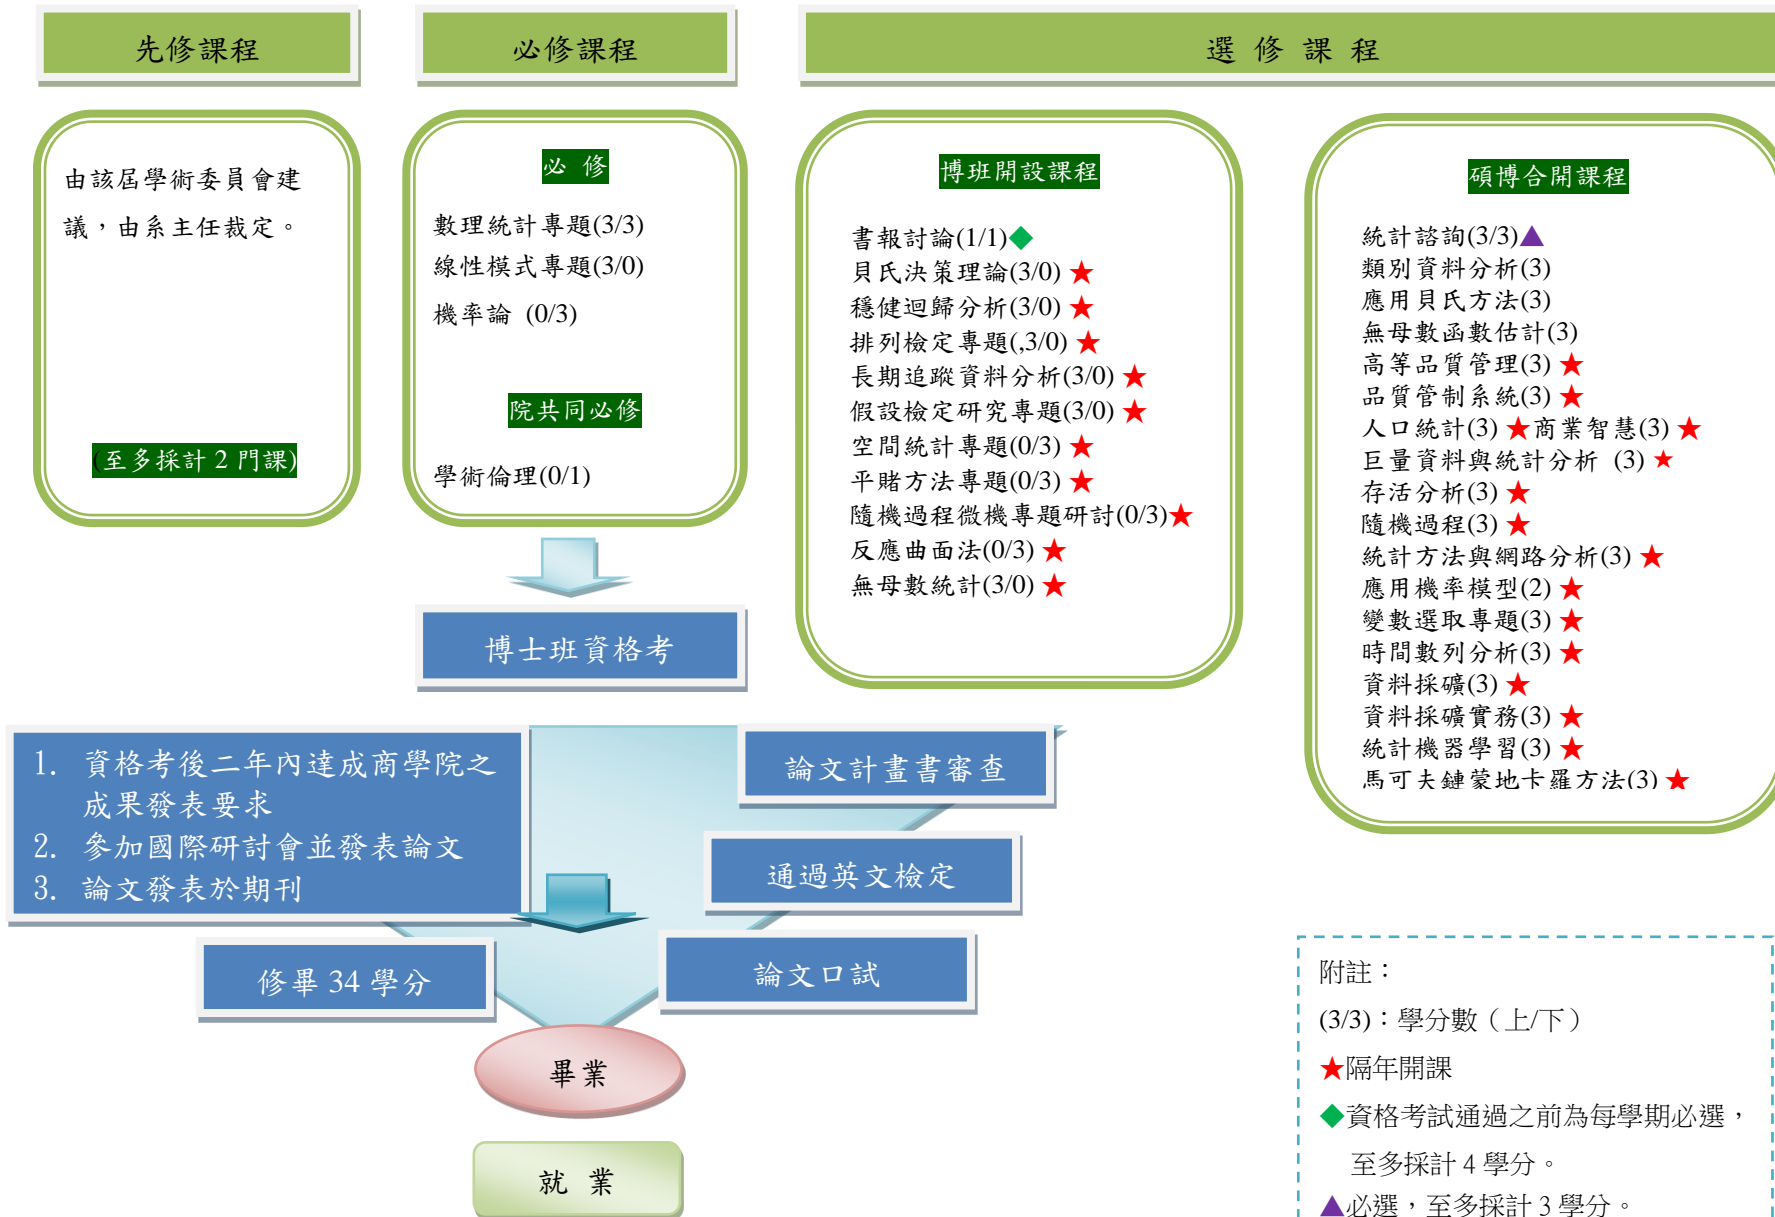 先修課程
必修課程
選 修 課 程
由該屆學術委員會建
議，由系主任裁定。
(至多採計 2 門課)
必 修
數理統計專題(3/3)
線性模式專題(3/0)
機率論 (0/3)
院共同必修
學術倫理(0/1)
博班開設課程
書報討論(1/1)◆
貝氏決策理論(3/0) ★
穩健迴歸分析(3/0) ★
排列檢定專題(,3/0) ★
長期追蹤資料分析(3/0) ★
假設檢定研究專題(3/0) ★
空間統計專題(0/3) ★
平賭方法專題(0/3) ★
隨機過程微機專題研討(0/3)★
反應曲面法(0/3) ★
無母數統計(3/0) ★
碩博合開課程
統計諮詢(3/3)▲
類別資料分析(3)
應用貝氏方法(3)
無母數函數估計(3)
高等品質管理(3) ★
品質管制系統(3) ★
人口統計(3) ★商業智慧(3) ★
巨量資料與統計分析 (3) ★
存活分析(3) ★
隨機過程(3) ★
統計方法與網路分析(3) ★
應用機率模型(2) ★
變數選取專題(3) ★
時間數列分析(3) ★
資料採礦(3) ★
資料採礦實務(3) ★
統計機器學習(3) ★
馬可夫鏈蒙地卡羅方法(3) ★
博士班資格考
1. 資格考後二年內達成商學院之
成果發表要求
2. 參加國際研討會並發表論文
3. 論文發表於期刊
論文計畫書審查
通過英文檢定
修畢 34 學分
論文口試
畢業
就 業
附註：
(3/3)：學分數（上/下）
★隔年開課
◆資格考試通過之前為每學期必選，
至多採計 4 學分。
▲必選，至多採計 3 學分。